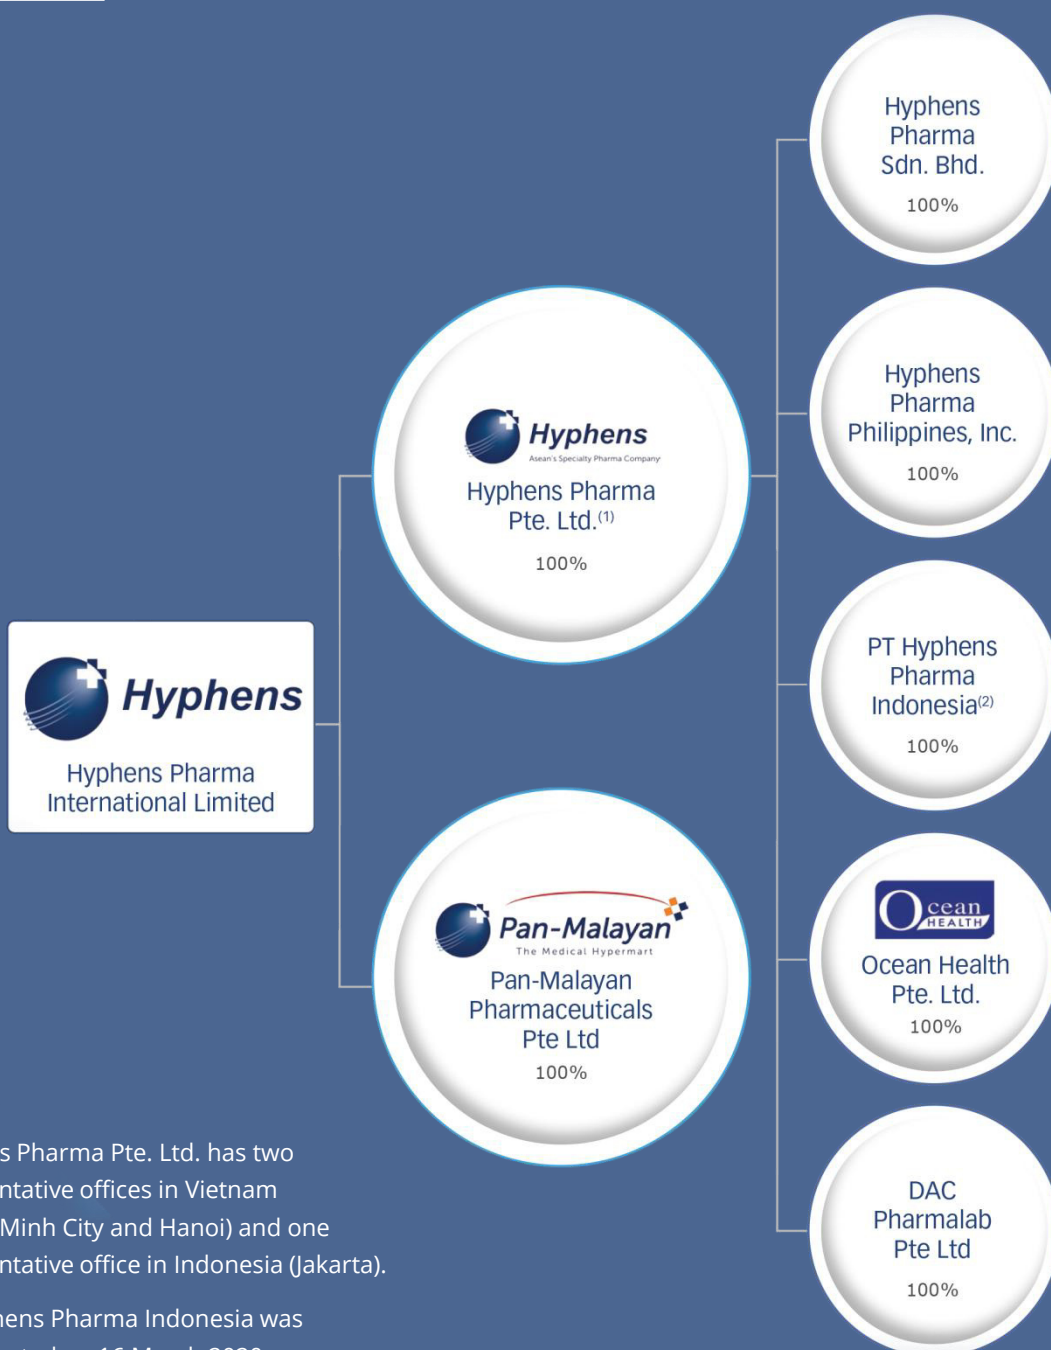 Hyphens
Pharma
Sdn. Bhd.
100%
Hyphens
Pharma
Philippines, Inc.
100%
Hyphens
Asean's Specialty Pharma Company
Hyphens Pharma
Pte. Ltd.(1)
100%
PT Hyphens
Pharma
Indonesia(2)
100%
Hyphens
Hyphens Pharma
International Limited
Ocean
HEALTH
Ocean Health
Pte. Ltd.
100%
Pan-Malayan
The Medical Hypermart
Pan-Malayan
Pharmaceuticals
Pte Ltd
100%
DAC
Pharmalab
Pte Ltd
100%
s Pharma Pte. Ltd. has two
ntative offices in Vietnam
Minh City and Hanoi) and one
ntative office in Indonesia (Jakarta).
hens Pharma Indonesia was
16 March 2020